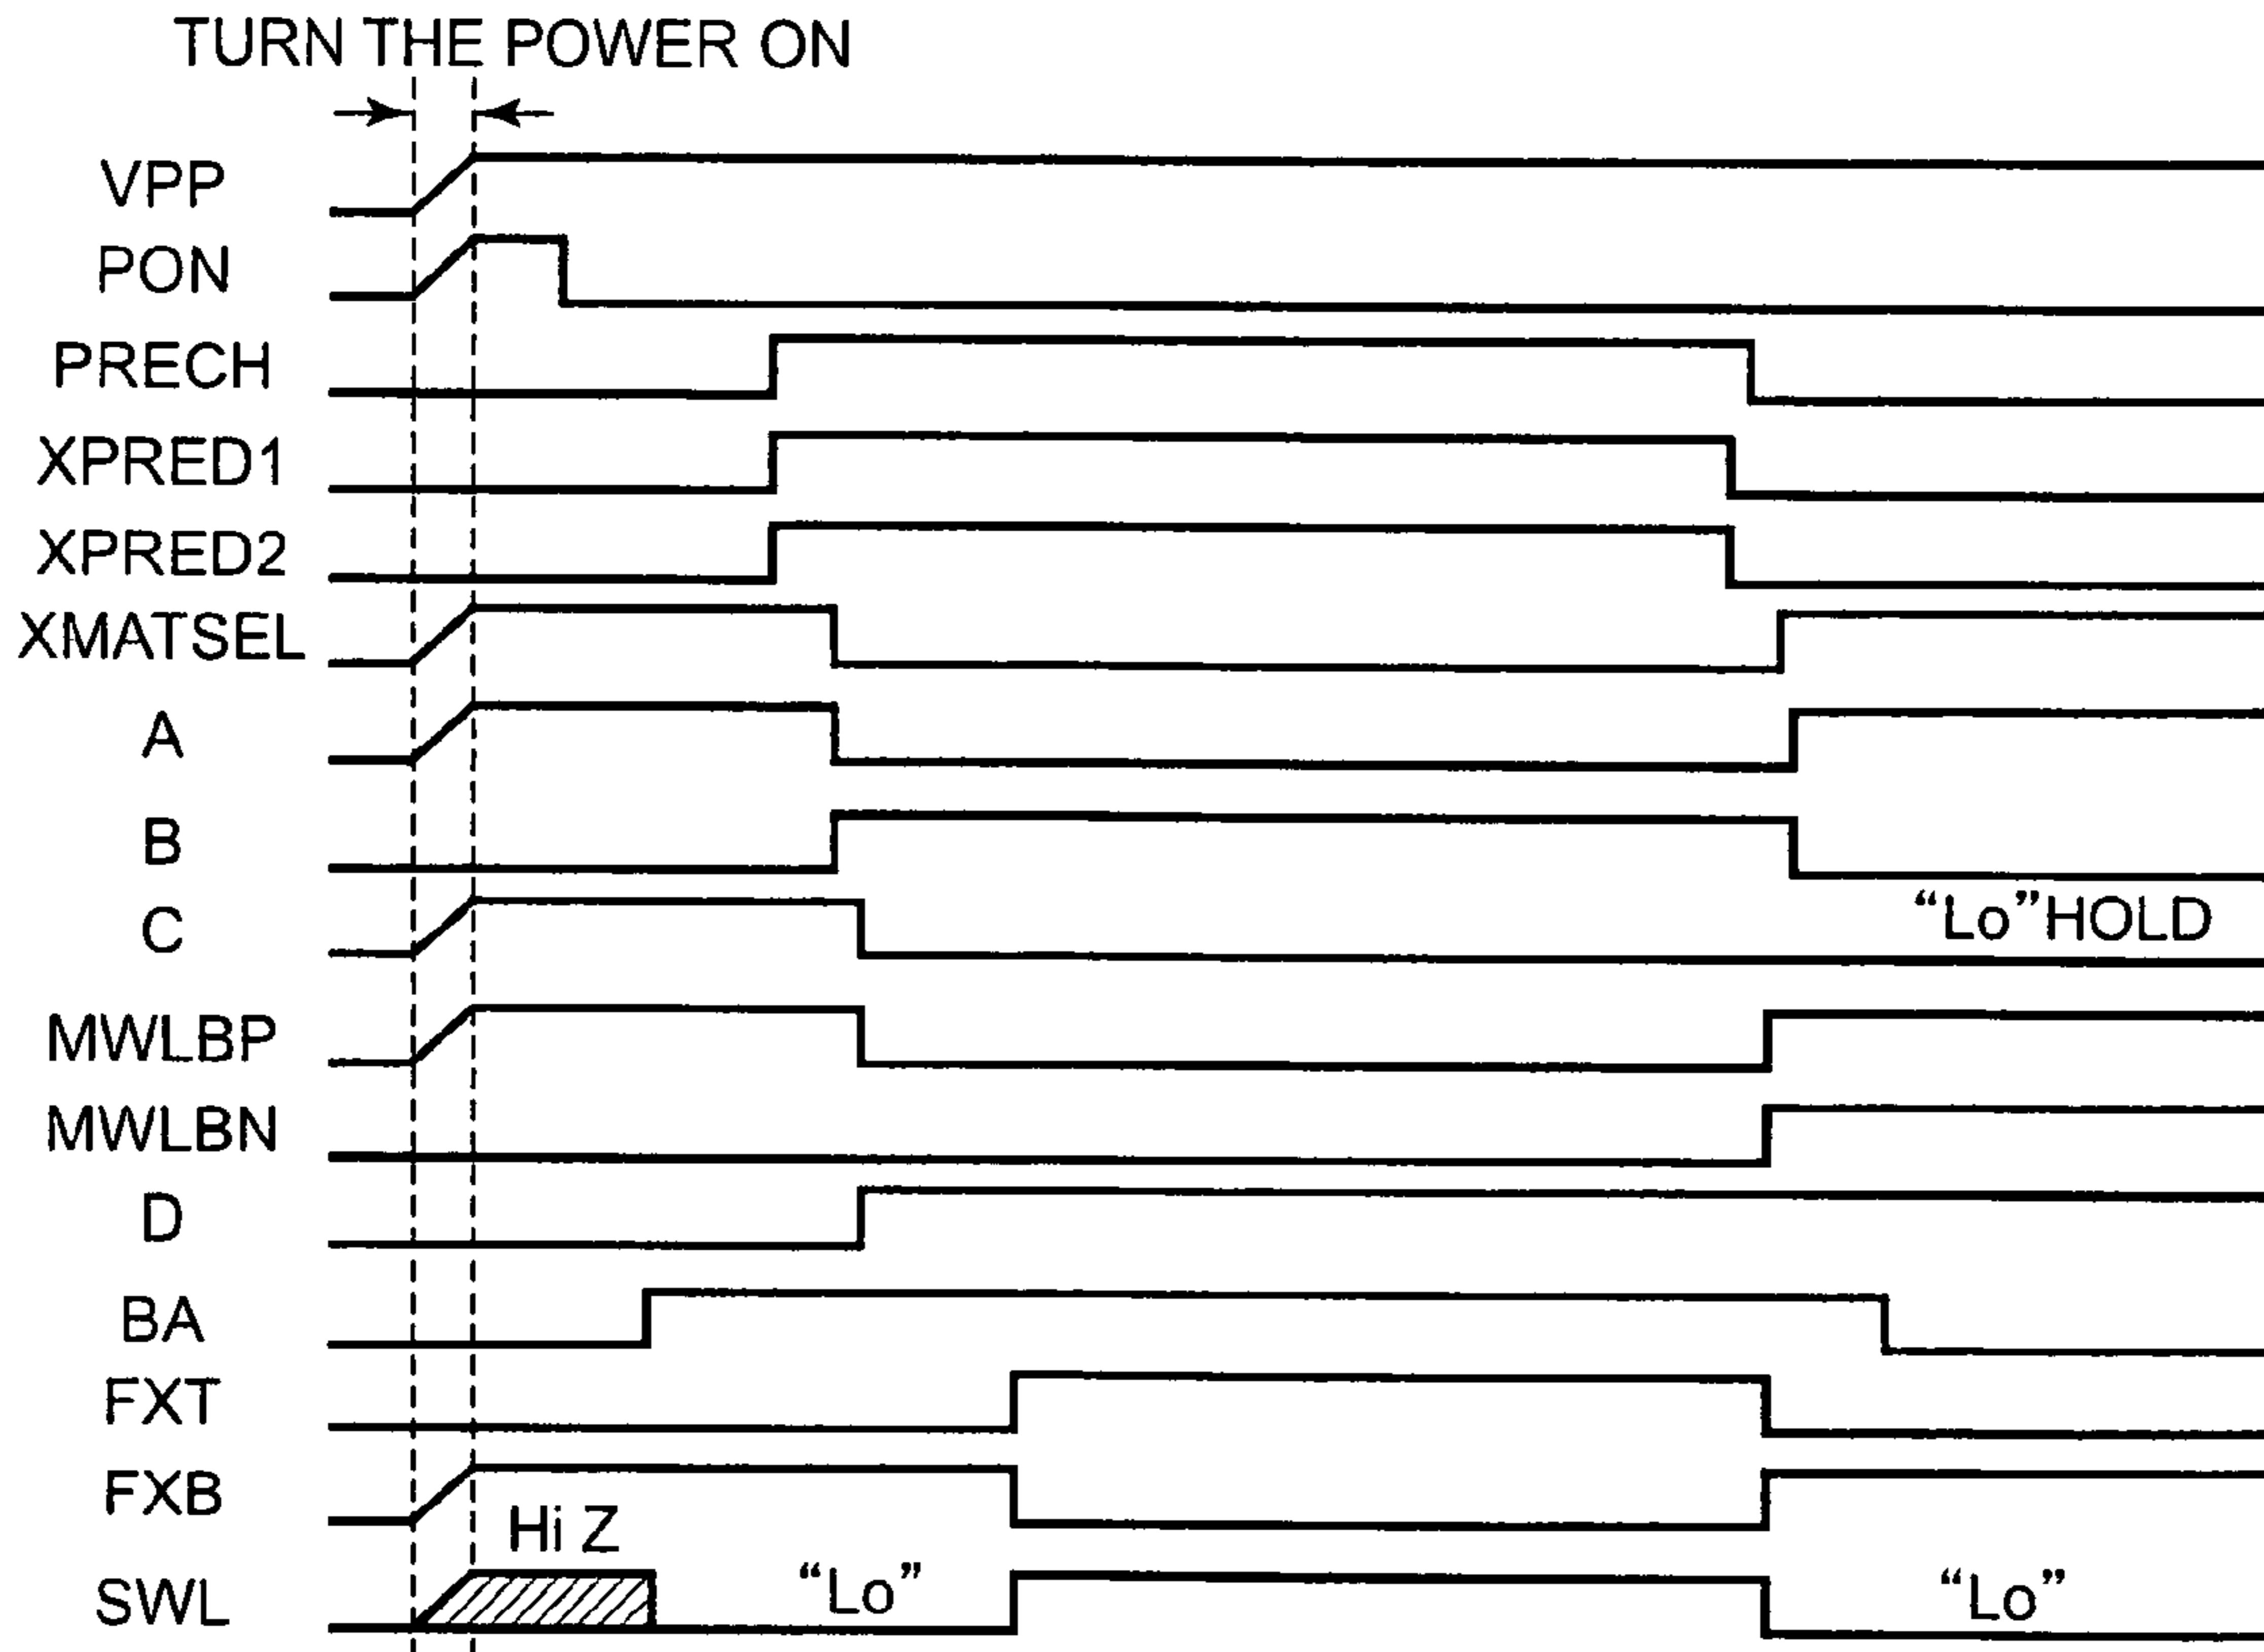 TURN THE POWER ON
VPP
PON
PRECH
XPRED1
XPRED2
XMATSEL
A
B
C
“Lo”HOLD
MWLBP
MWLBN
D
BA
FXT
FXB
Hi Z
SWL
“Lo”
“Lo”